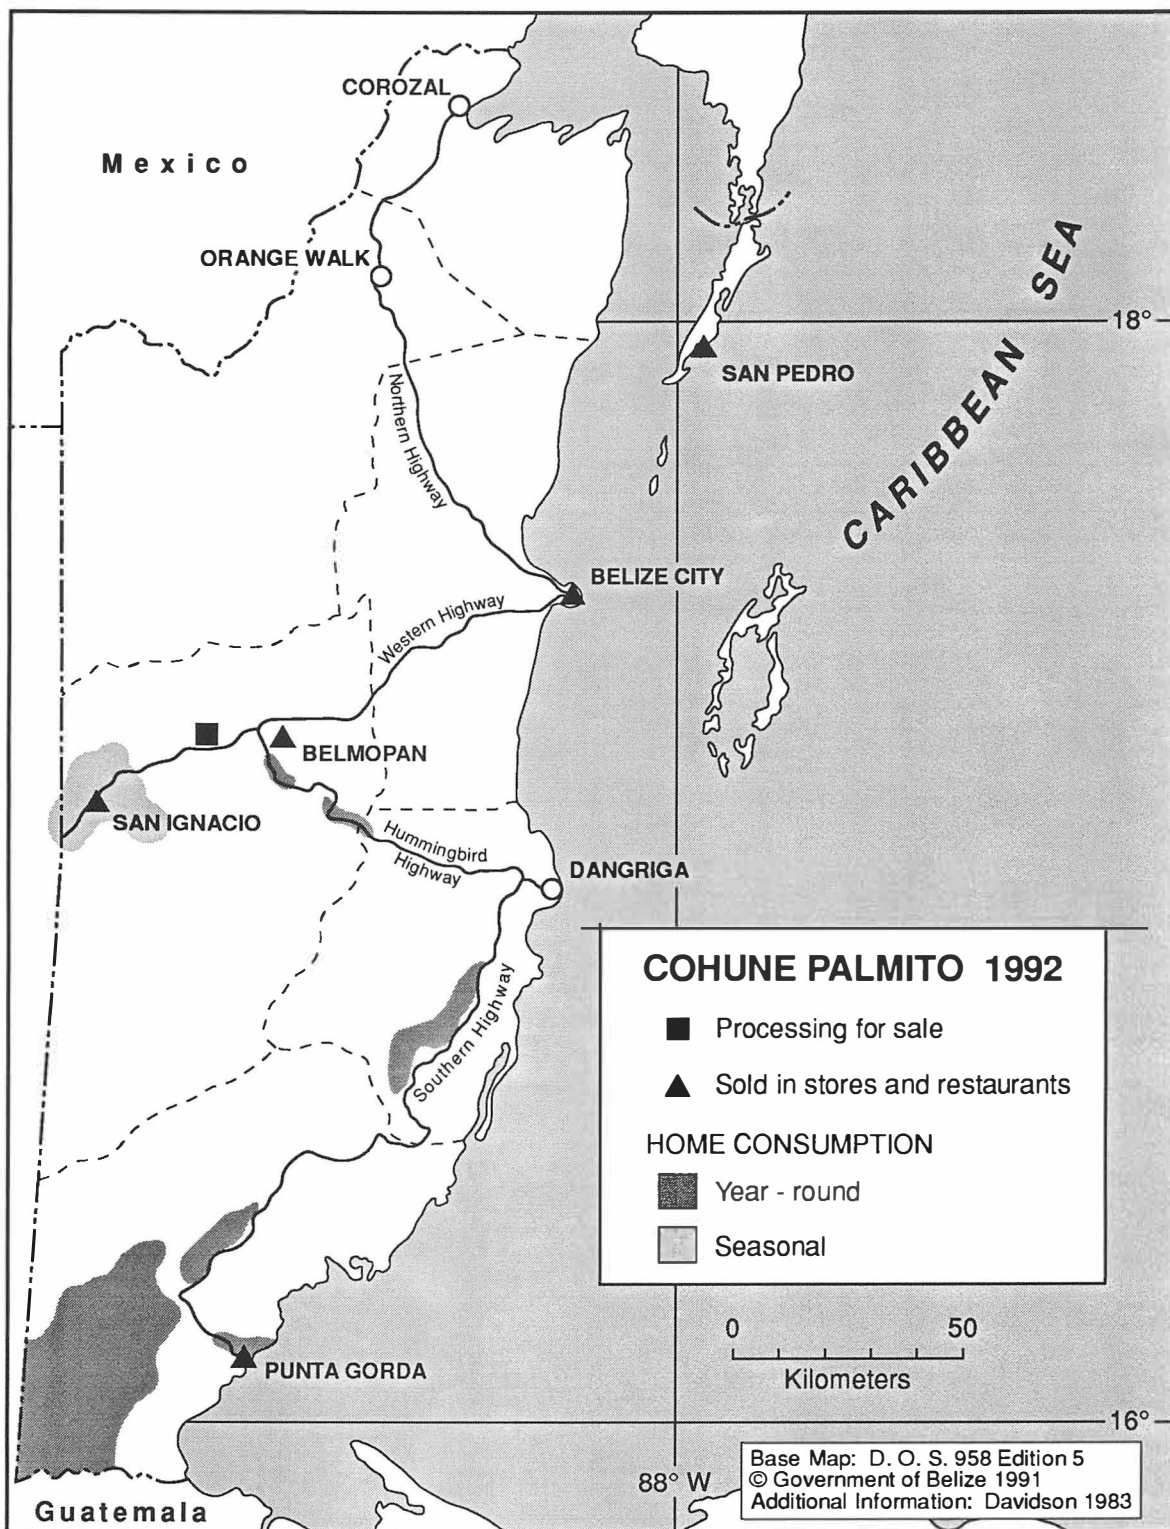 COROZAL
Mexico
ORANGE WALK
CARIBBEAN SEA
18°
SAN PEDRO
Northern Highway
BELIZE CITY
Western Highway
BELMOPAN
SAN IGNACIO
Hummingbird
Highway
DANGRIGA
Southern Highway
COHUNE PALMITO 1992
Processing for sale
Sold in stores and restaurants
HOME CONSUMPTION
Year - round
Seasonal
0 50
Kilometers
PUNTA GORDA
16°
88° W
Base Map: D. O. S. 958 Edition 5
© Government of Belize 1991
Additional Information: Davidson 1983
Guatemala